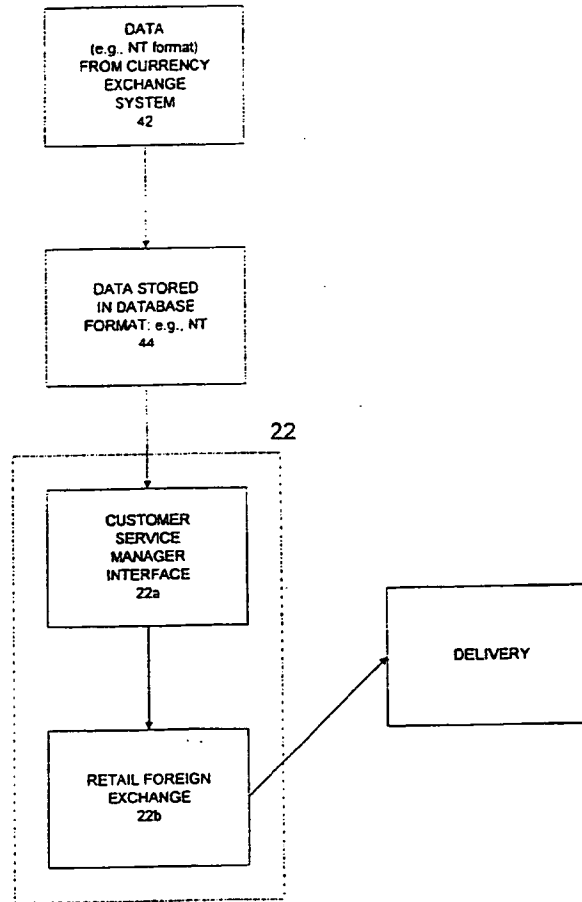 DATA
(e.g., NT format)
FROM CURRENCY
EXCHANGE
SYSTEM
42
DATA STORED
IN DATABASE
FORMAT: e.g., NT
44
22
CUSTOMER
SERVICE
MANAGER
INTERFACE
22a
DELIVERY
RETAIL FOREIGN
EXCHANGE
22b